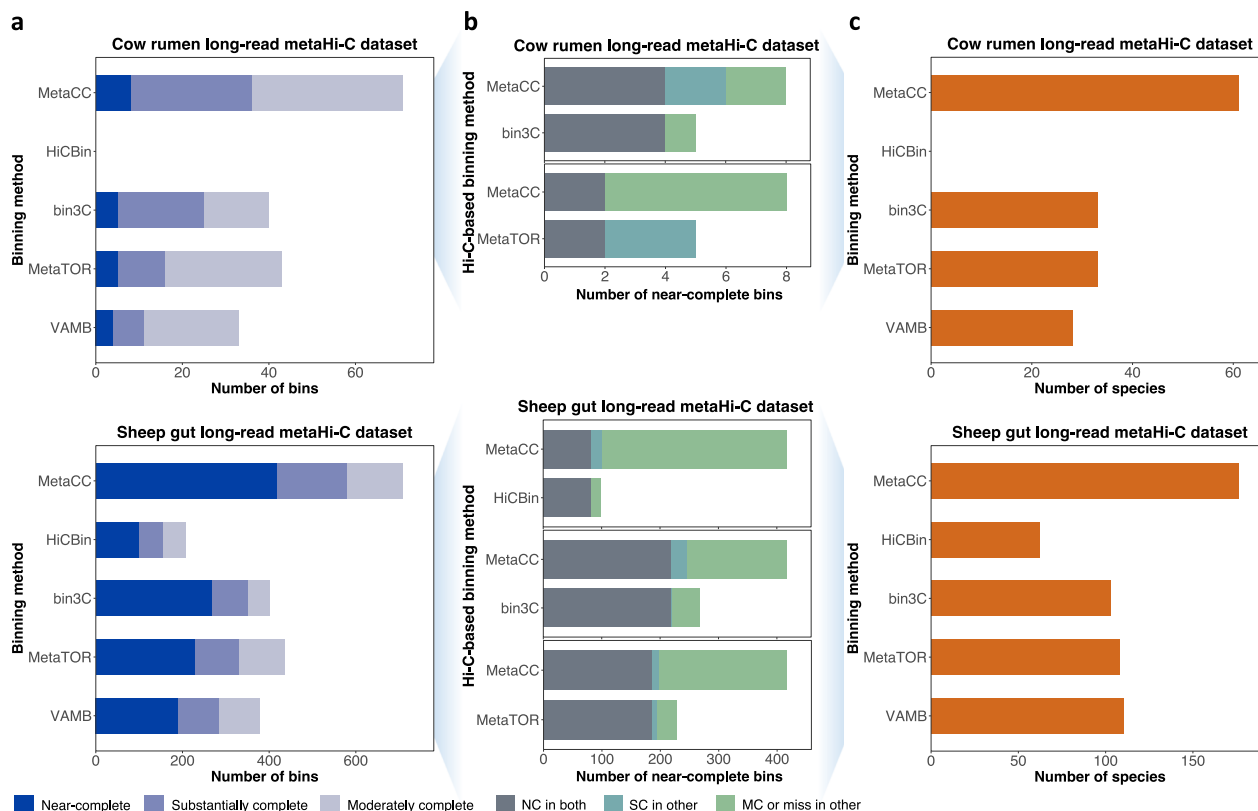 a
Cow rumen long-read metaHi-C dataset
Binning method
MetaCC
HiCBin
bin3C
MetaTOR
VAMB
0 20 40 60
Number of bins
Sheep gut long-read metaHi-C dataset
Binning method
MetaCC
HiCBin
bin3C
MetaTOR
VAMB
0 200 400 600
Number of bins
Near-complete Substantially complete Moderately complete
b
Cow rumen long-read metaHi-C dataset
Hi-C-based binning method
MetaCC
bin3C
MetaCC
MetaTOR
0 2 4 6 8
Number of near-complete bins
Sheep gut long-read metaHi-C dataset
Hi-C-based binning method
MetaCC
HiCBin
MetaCC
bin3C
MetaCC
MetaTOR
0 100 200 300 400
Number of near-complete bins
NC in both SC in other MC or miss in other
c
Cow rumen long-read metaHi-C dataset
Binning method
MetaCC
HiCBin
bin3C
MetaTOR
VAMB
0 20 40 60
Number of species
Sheep gut long-read metaHi-C dataset
Binning method
MetaCC
HiCBin
bin3C
MetaTOR
VAMB
0 50 100 150
Number of species